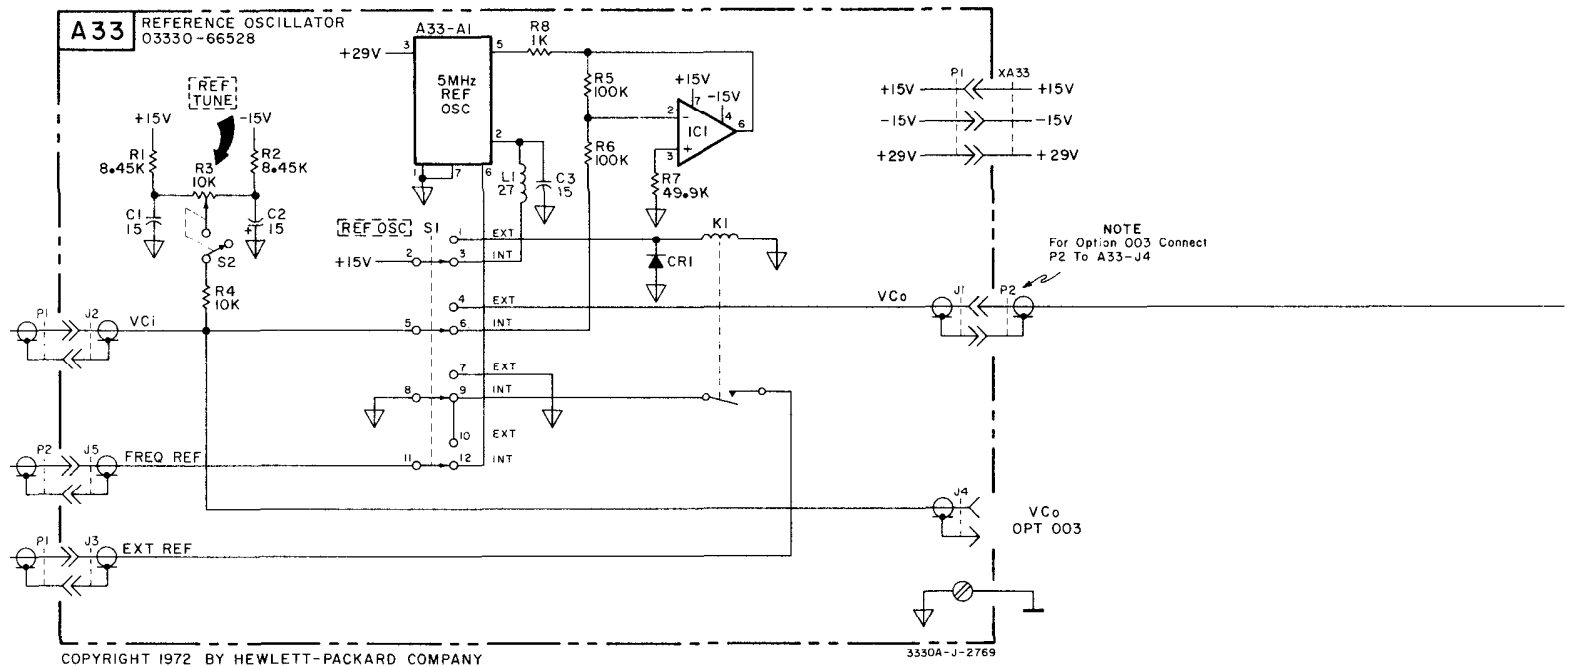 A33
REFERENCE OSCILLATOR
03330-66528
REF
TUNE
+15V
-15V
R1
8.45K
R3
10K
R2
8.45K
C1
15
C2
+15
S2
R4
10K
A33-A1
+29V
3
5MHz
REF
OSC
5
2
1
7
6
R8
1K
R5
100K
R6
100K
+15V
-15V
7
4
2
-
IC1
6
3
+
R7
49.9K
L1
27
C3
15
REF OSC
S1
1
EXT
+15V
2
3
INT
4
EXT
5
6
INT
7
EXT
8
9
INT
10
EXT
11
12
INT
CR1
K1
P1
XA33
+15V
+15V
-15V
-15V
+29V
+29V
NOTE
For Option 003 Connect
P2 To A33-J4
VCo
J1
P2
P1
J2
VCi
P2
J5
FREQ REF
P1
J3
EXT REF
J4
VCo
OPT 003
COPYRIGHT 1972 BY HEWLETT-PACKARD COMPANY
3330A-J-2769